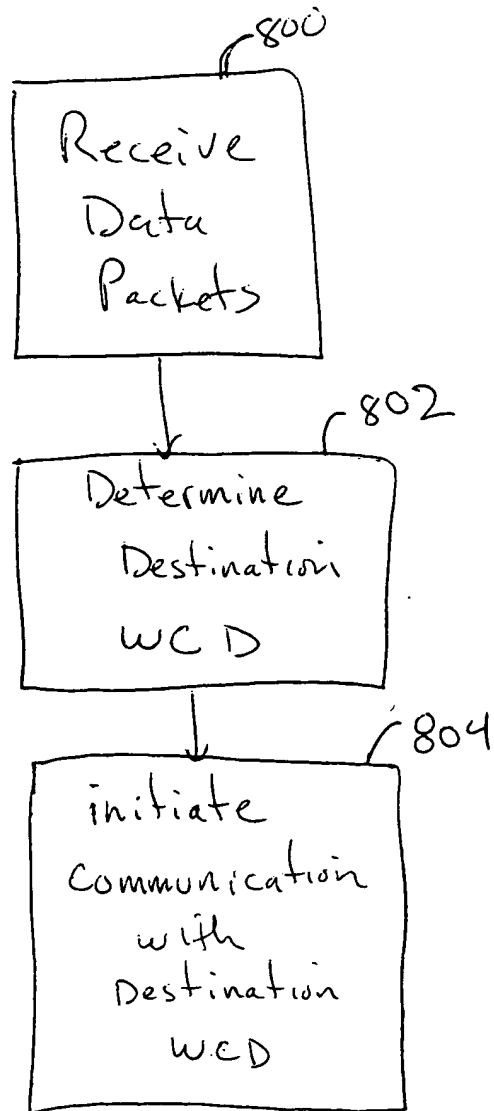 800
Receive
Data
Packets
802
Determine
Destination
WCD
804
initiate
Communication
with
Destination
WCD